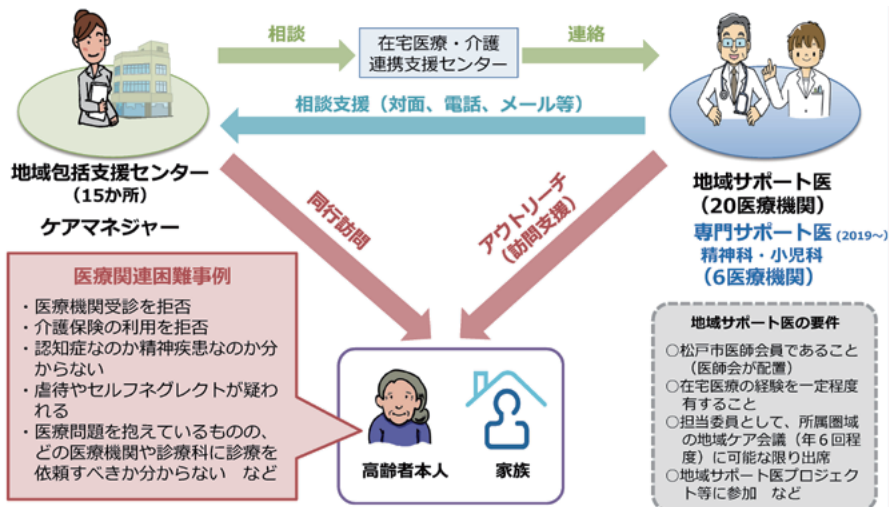 相談
在宅医療・介護
連携支援センター
連絡
相談支援（対面、電話、メール等）
地域包括支援センター
（15か所）
ケアマネジャー
同行訪問
アウトリーチ
（訪問支援）
地域サポート医
（20医療機関）
専門サポート医（2019～）
精神科・小児科
（6医療機関）
医療関連困難事例
・医療機関受診を拒否
・介護保険の利用を拒否
・認知症なのか精神疾患なのか分
からない
・虐待やセルフネグレクトが疑わ
れる
・医療問題を抱えているものの、
どの医療機関や診療科に診療を
依頼すべきか分からない　など
高齢者本人
家族
地域サポート医の要件
○松戸市医師会員であること
（医師会が配置）
○在宅医療の経験を一定程度
有すること
○担当委員として、所属圏域
の地域ケア会議（年６回程
度）に可能な限り出席
○地域サポート医プロジェク
ト等に参加　など